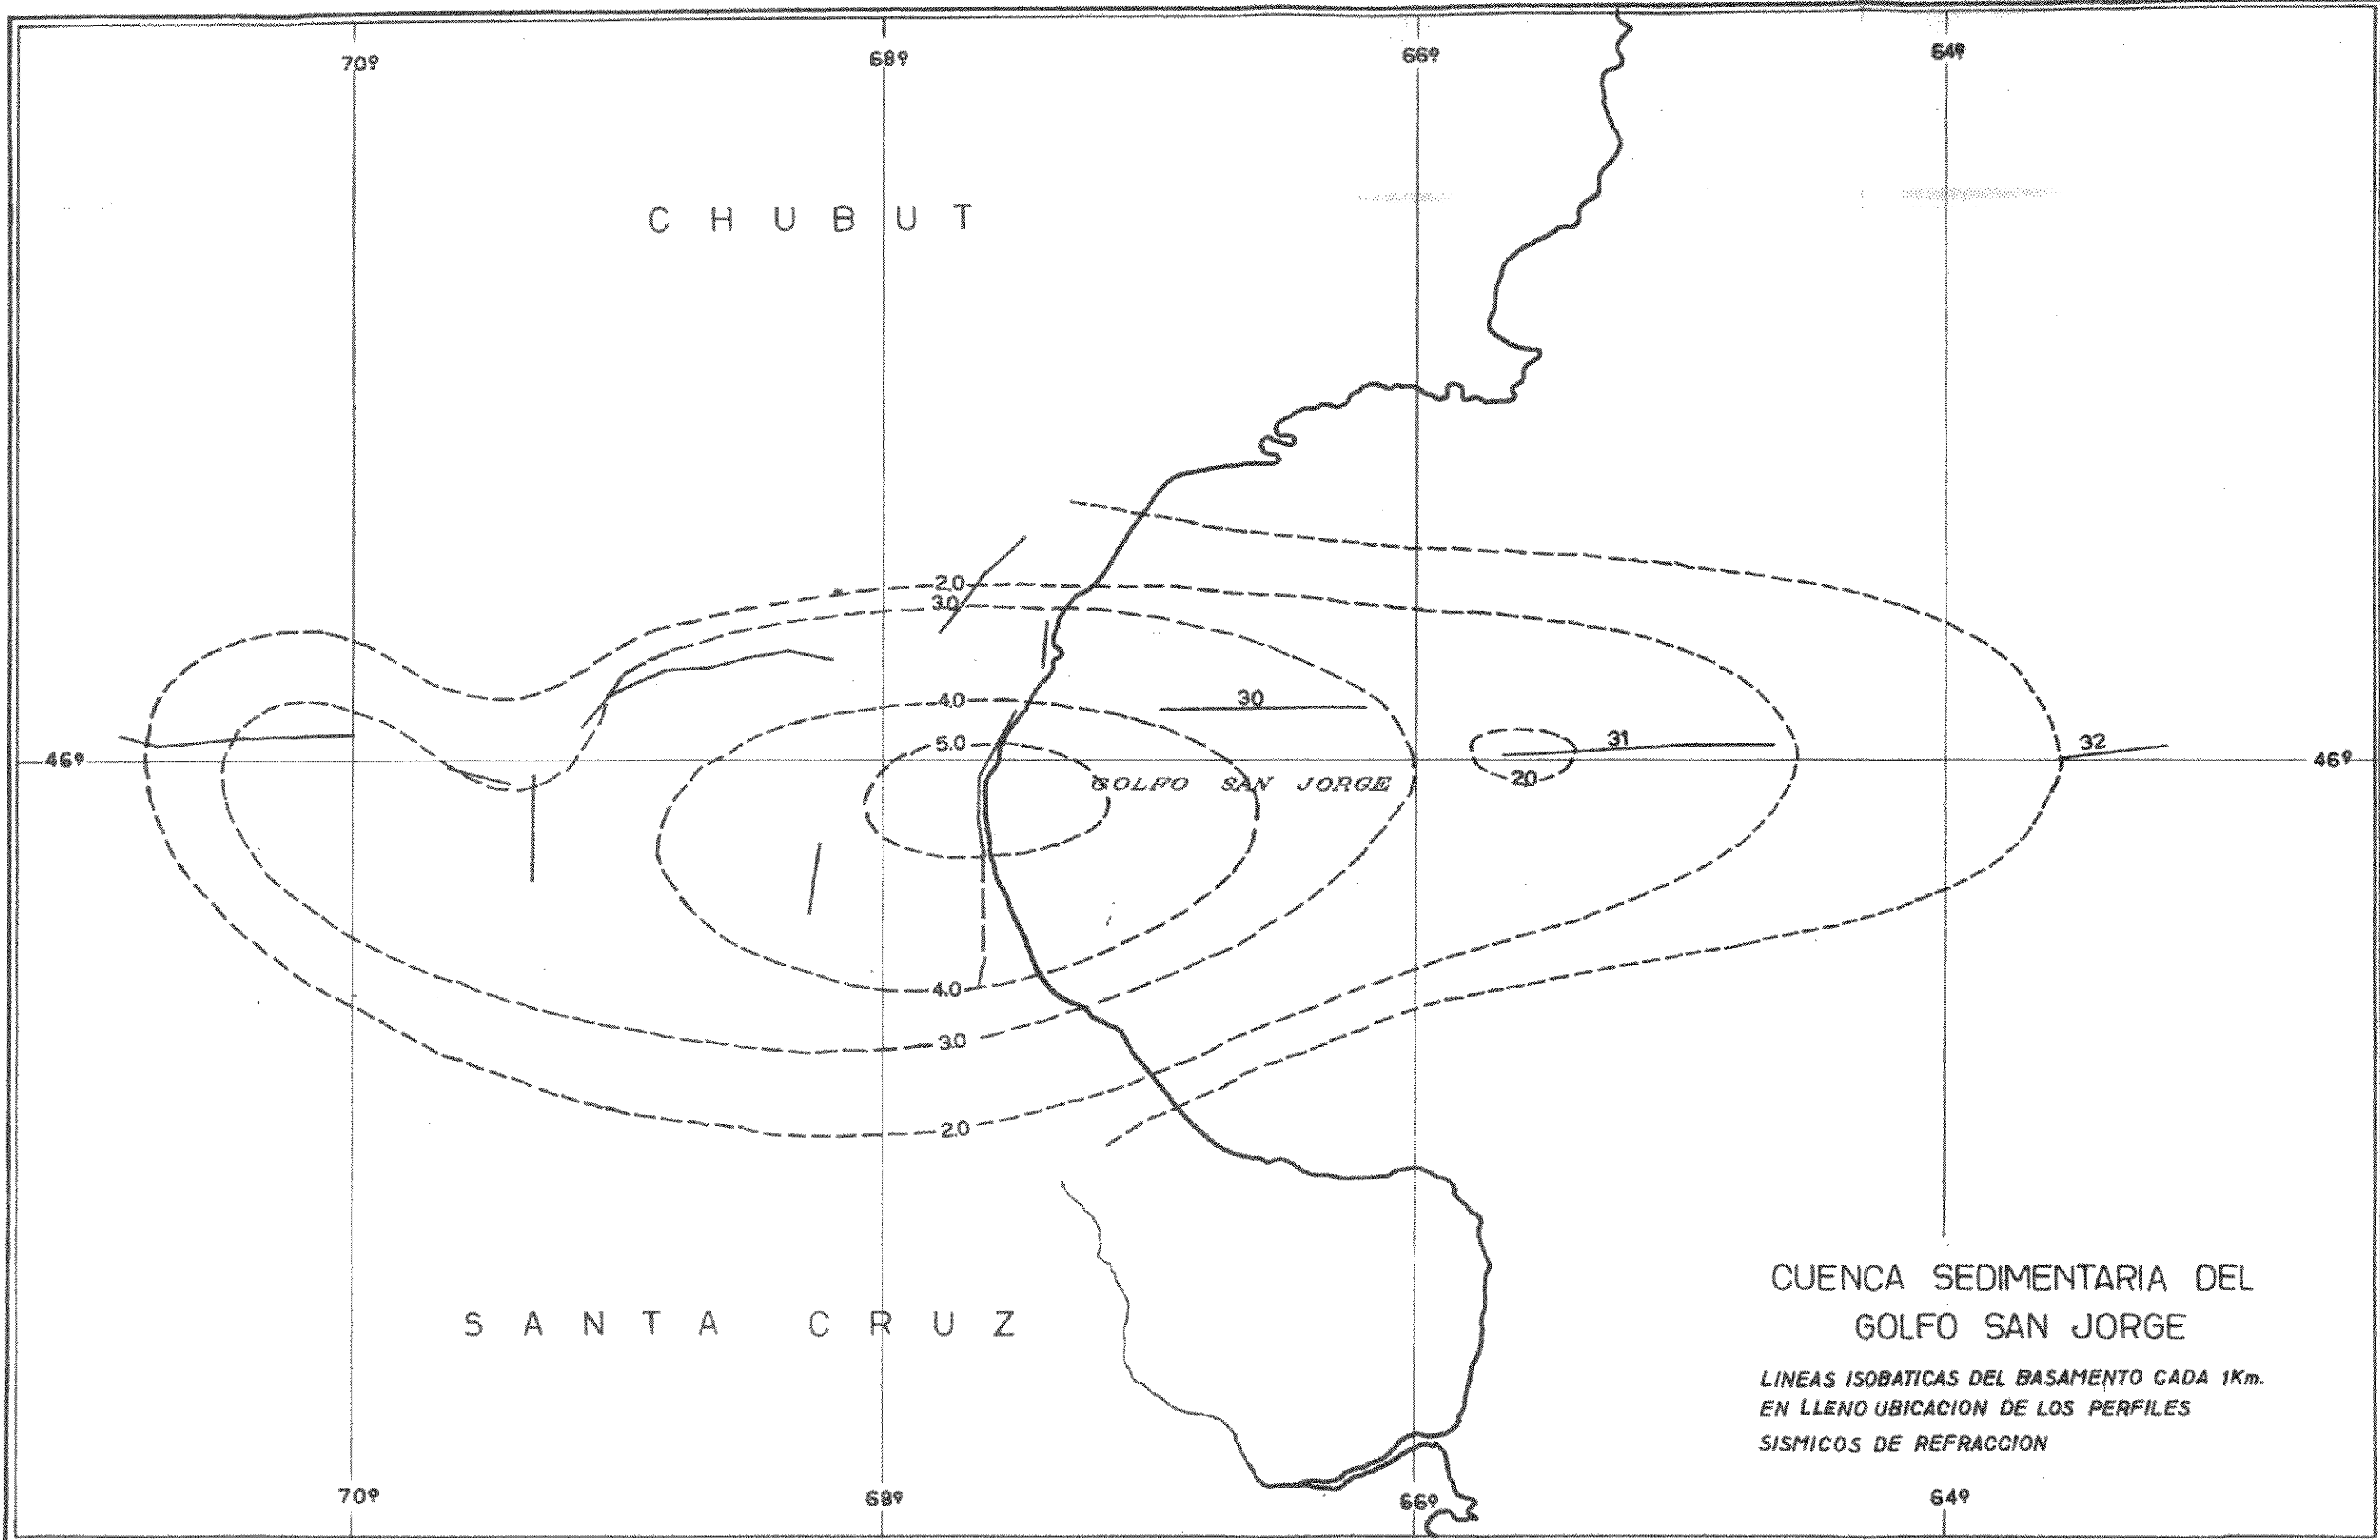 70º 68º 66º 64º
C H U B U T
2.0
3.0
4.0
30
5.0
31
32
46º 46º
GOLFO SAN JORGE
20
4.0
3.0
2.0
S A N T A C R U Z
CUENCA SEDIMENTARIA DEL
GOLFO SAN JORGE
LINEAS ISOBATICAS DEL BASAMENTO CADA 1Km.
EN LLENO UBICACION DE LOS PERFILES
SISMICOS DE REFRACCION
70º 68º 66º 64º